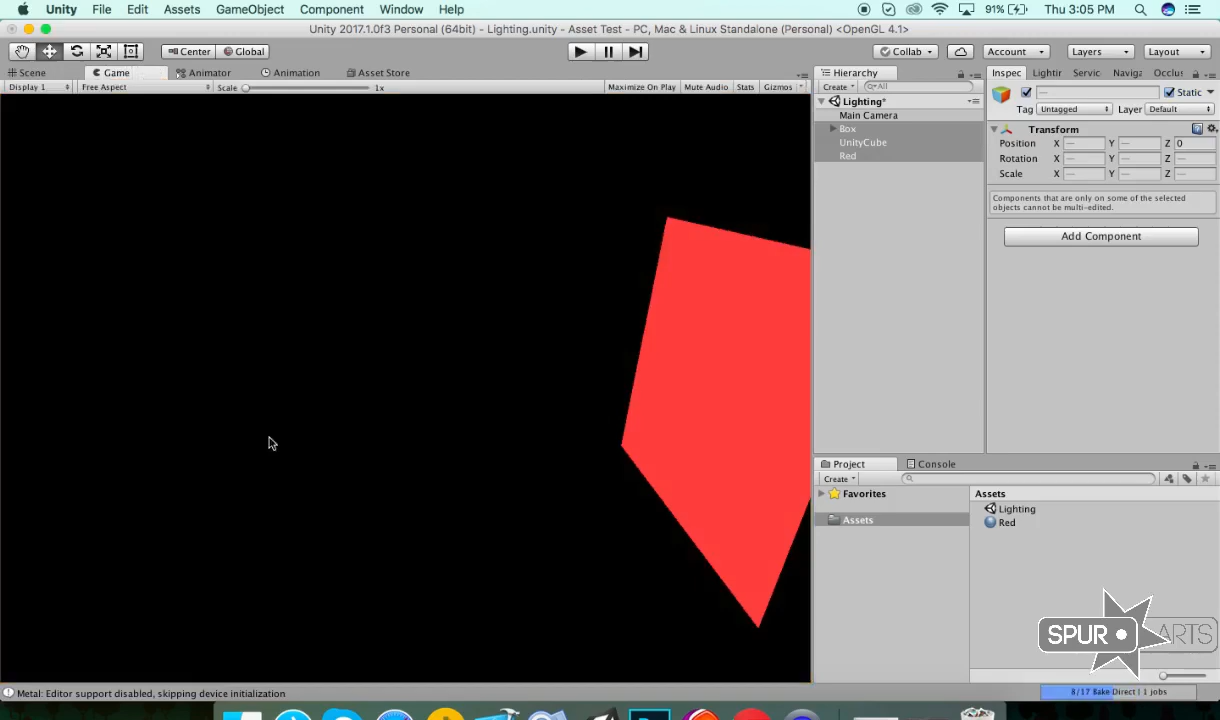 Unity File Edit Assets GameObject Component Window Help 91% Thu 3:05 PM
Unity 2017.1.0f3 Personal (64bit) - Lighting.unity - Asset Test - PC, Mac & Linux Standalone (Personal) <OpenGL 4.1>
Center Global Collab Account Layers Layout
Scene Game Animator Animation Asset Store Hierarchy Inspec Lightin Servic Naviga Occlus
Display 1 Free Aspect Scale 1x Maximize On Play Mute Audio Stats Gizmos Create All Static
Lighting*
Tag Untagged Layer Default
Main Camera
Box
UnityCube
Red
Transform
Position X — Y — Z 0
Rotation X — Y — Z —
Scale X — Y — Z —
Components that are only on some of the selected
objects cannot be multi-edited.
Add Component
Project Console
Create
Favorites
Assets
Assets
Lighting
Red
SPUR ARTS
Metal: Editor support disabled, skipping device initialization
8/17 Bake Direct | 1 jobs